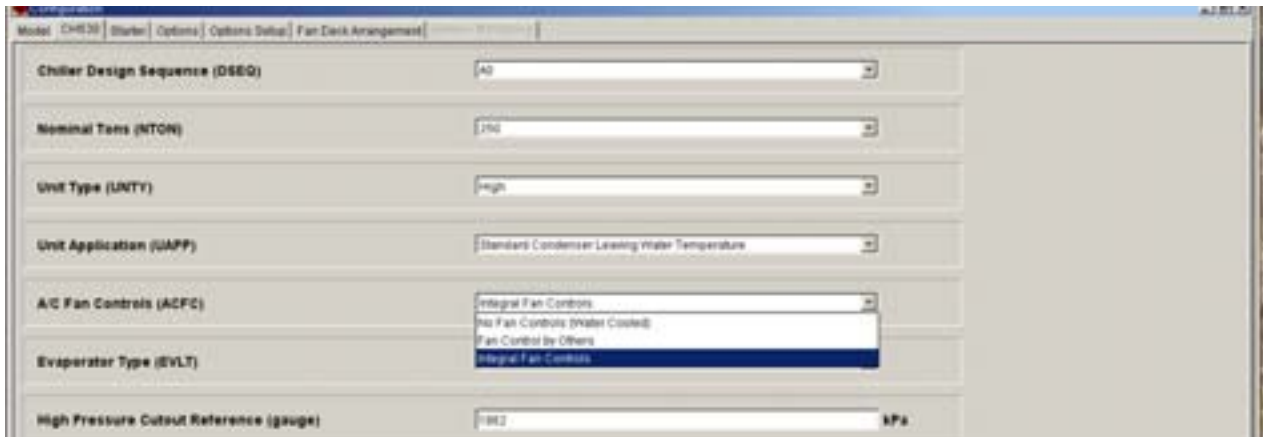 Configuration
Model CH530 Starter Options Options Setup Fan Deck Arrangement
Chiller Design Sequence (DSEQ) A0
Nominal Tons (NTON) 250
Unit Type (UNTY) High
Unit Application (UAPP) Standard Condenser Leaving Water Temperature
A/C Fan Controls (ACFC) Integral Fan Controls
No Fan Controls (Water Cooled)
Fan Control by Others
Integral Fan Controls
Evaporator Type (EVLT)
High Pressure Cutout Reference (gauge) kPa